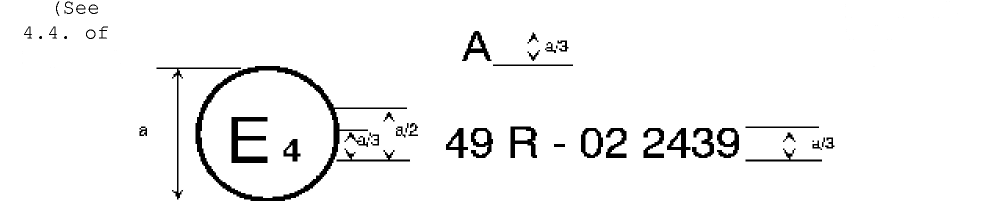 (See
4.4. of
A a/3
a E 4 a/3 a/2 49 R - 02 2439 a/3